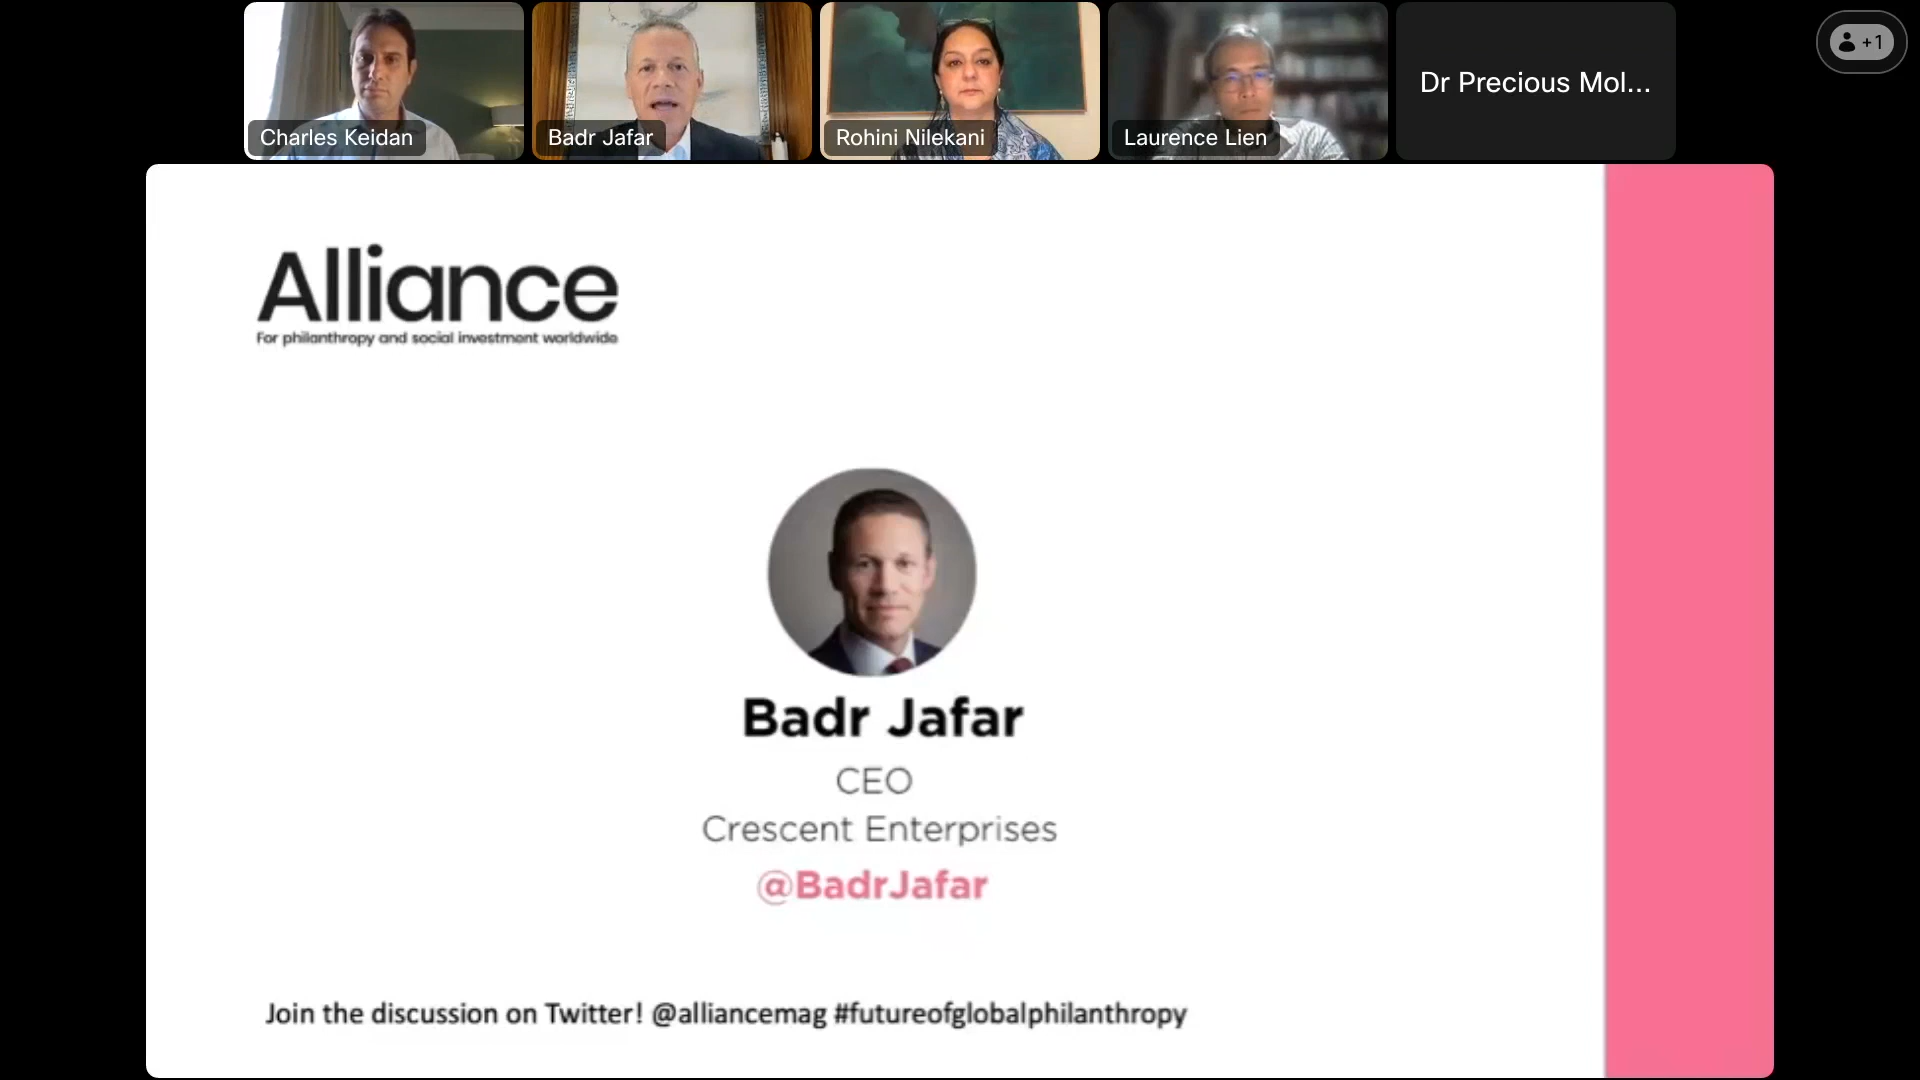 Charles Keidan
Badr Jafar
Rohini Nilekani
Laurence Lien
Dr Precious Mol...
+1
Alliance
For philanthropy and social investment worldwide
Badr Jafar
CEO
Crescent Enterprises
@BadrJafar
Join the discussion on Twitter! @alliancemag #futureofglobalphilanthropy